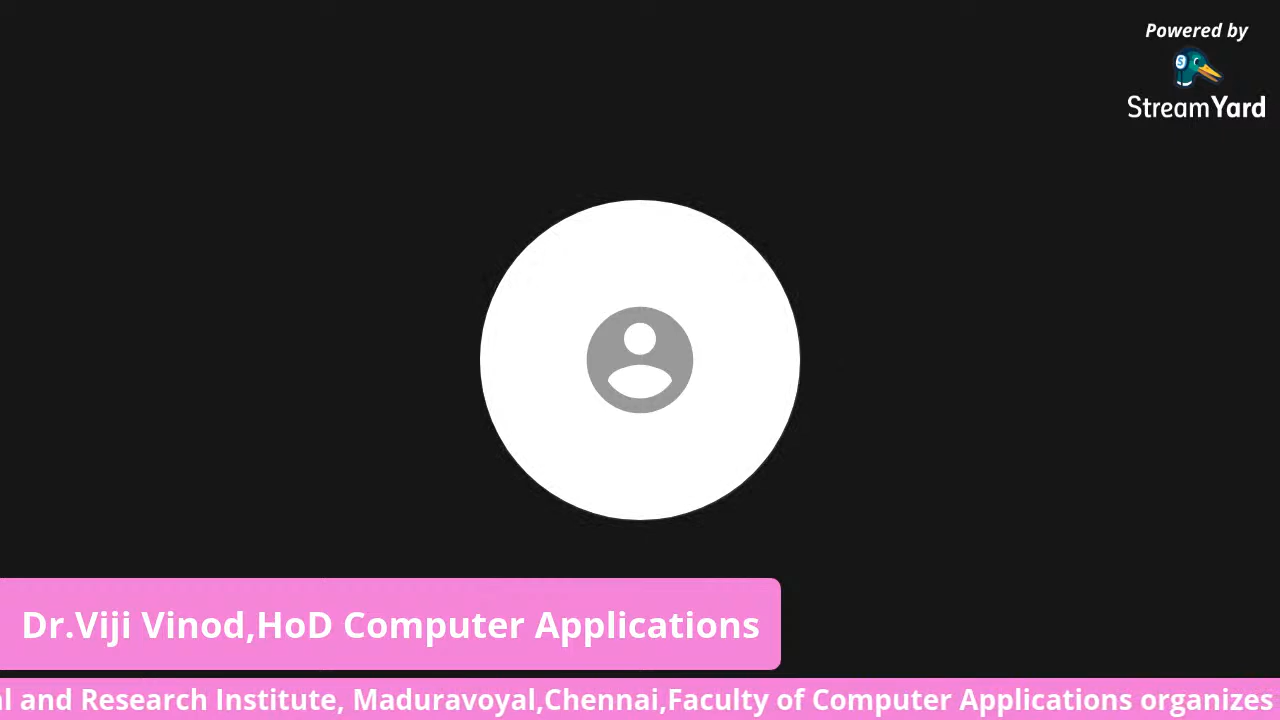 Powered by
S
StreamYard
Dr.Viji Vinod,HoD Computer Applications
and Research Institute, Maduravoyal,Chennai,Faculty of Computer Applications organizes